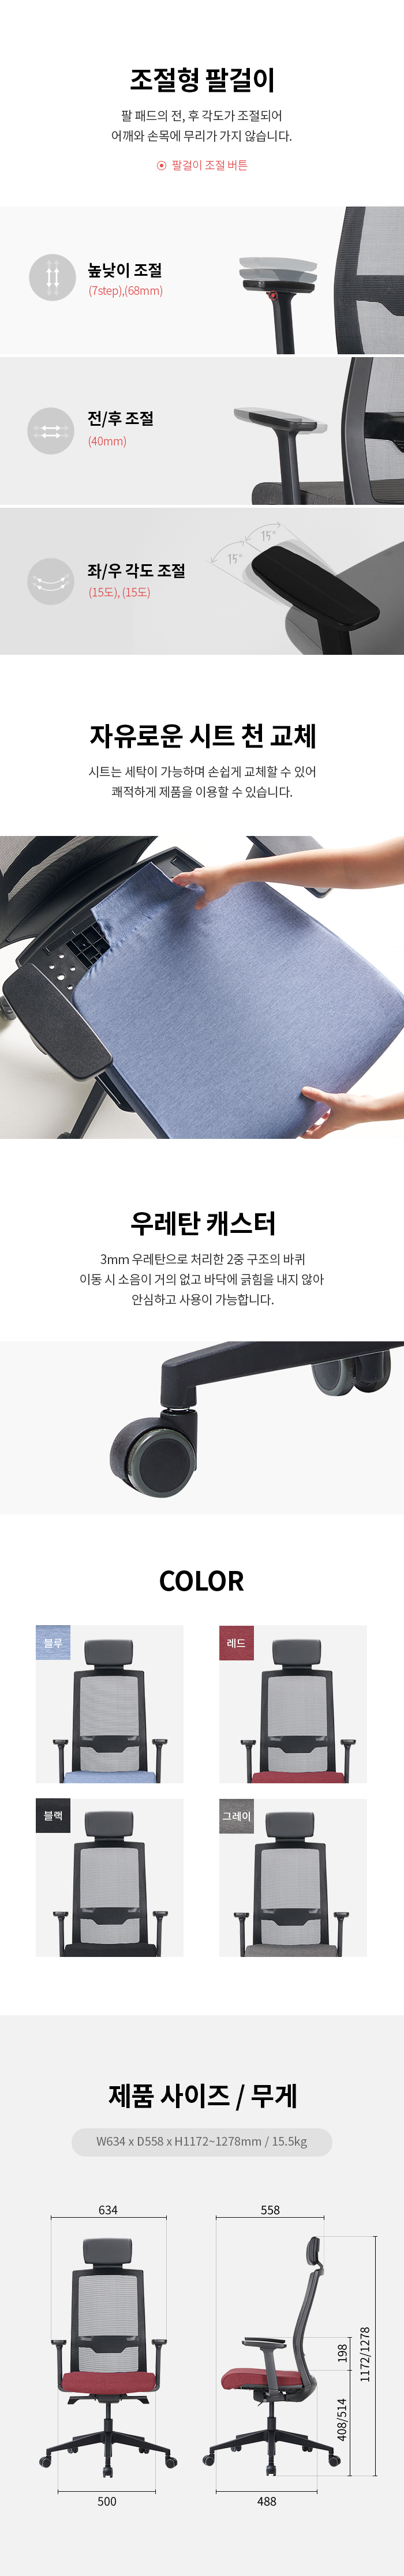 조절형 팔걸이
팔 패드의 전, 후 각도가 조절되어
어깨와 손목에 무리가 가지 않습니다.
팔걸이 조절 버튼
높낮이 조절
(7step),(68mm)
전/후 조절
(40mm)
15°
15°
좌/우 각도 조절
(15도), (15도)
자유로운 시트 천 교체
시트는 세탁이 가능하며 손쉽게 교체할 수 있어
쾌적하게 제품을 이용할 수 있습니다.
우레탄 캐스터
3mm 우레탄으로 처리한 2중 구조의 바퀴
이동 시 소음이 거의 없고 바닥에 긁힘을 내지 않아
안심하고 사용이 가능합니다.
COLOR
블루
레드
블랙
그레이
제품 사이즈 / 무게
W634 x D558 x H1172~1278mm / 15.5kg
634
558
198
1172/1278
408/514
500
488